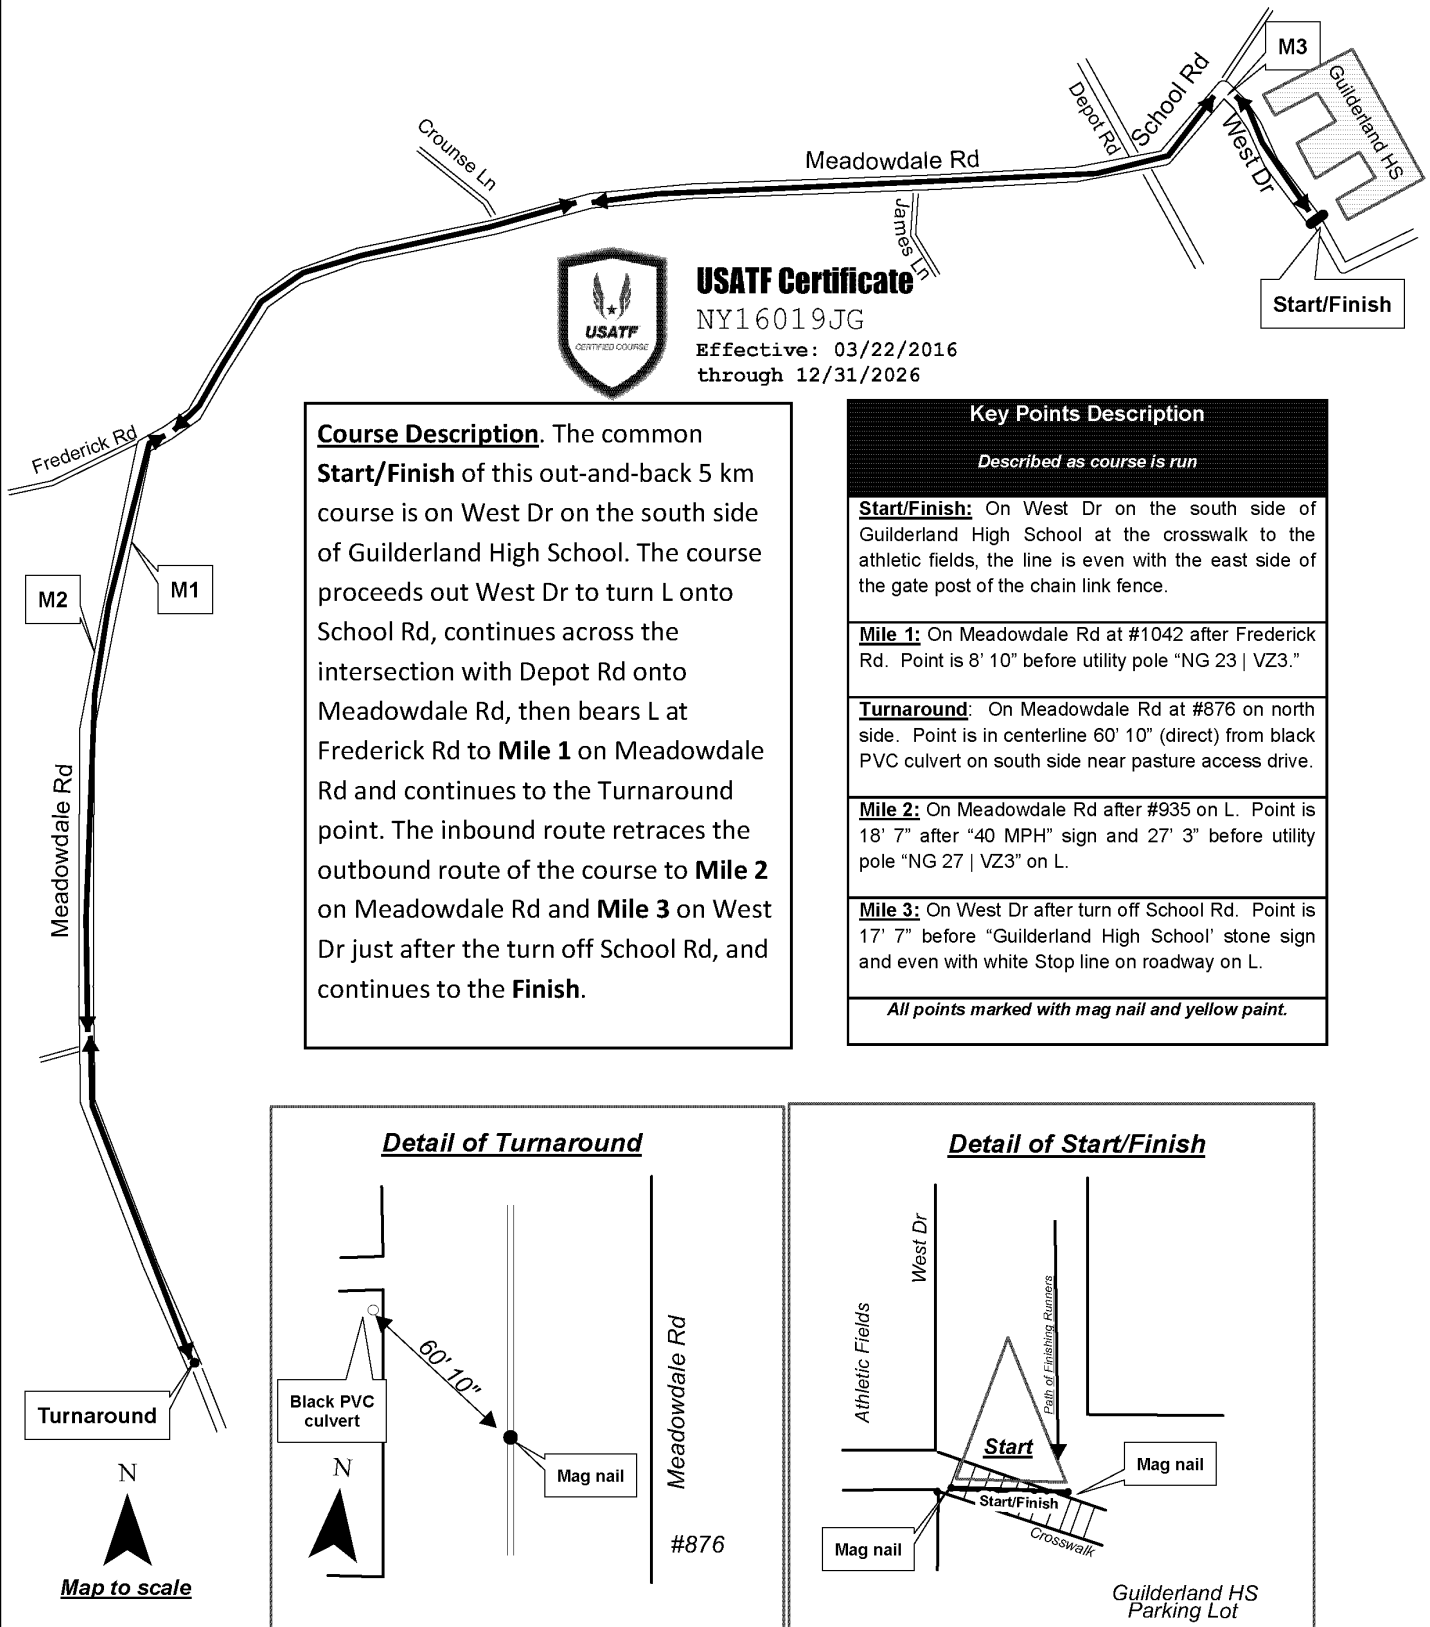 M3
School Rd
Guilderland HS
Depot Rd
West Dr
Crounse Ln
Meadowdale Rd
James Ln
Start/Finish
USATF
CERTIFIED COURSE
USATF Certificate
NY16019JG
Effective: 03/22/2016
through 12/31/2026
Frederick Rd
M2
M1
Meadowdale Rd
Turnaround
N
Map to scale
Course Description. The common
Start/Finish of this out-and-back 5 km
course is on West Dr on the south side
of Guilderland High School. The course
proceeds out West Dr to turn L onto
School Rd, continues across the
intersection with Depot Rd onto
Meadowdale Rd, then bears L at
Frederick Rd to Mile 1 on Meadowdale
Rd and continues to the Turnaround
point. The inbound route retraces the
outbound route of the course to Mile 2
on Meadowdale Rd and Mile 3 on West
Dr just after the turn off School Rd, and
continues to the Finish.
Key Points Description
Described as course is run
Start/Finish: On West Dr on the south side of
Guilderland High School at the crosswalk to the
athletic fields, the line is even with the east side of
the gate post of the chain link fence.
Mile 1: On Meadowdale Rd at #1042 after Frederick
Rd. Point is 8' 10" before utility pole “NG 23 | VZ3.”
Turnaround: On Meadowdale Rd at #876 on north
side. Point is in centerline 60' 10" (direct) from black
PVC culvert on south side near pasture access drive.
Mile 2: On Meadowdale Rd after #935 on L. Point is
18' 7" after “40 MPH” sign and 27' 3" before utility
pole “NG 27 | VZ3” on L.
Mile 3: On West Dr after turn off School Rd. Point is
17' 7" before “Guilderland High School’ stone sign
and even with white Stop line on roadway on L.
All points marked with mag nail and yellow paint.
Detail of Turnaround
60' 10"
Black PVC
culvert
N
Mag nail
Meadowdale Rd
#876
Detail of Start/Finish
West Dr
Athletic Fields
Path of Finishing Runners
Start
Mag nail
Start/Finish
Mag nail
Crosswalk
Guilderland HS
Parking Lot